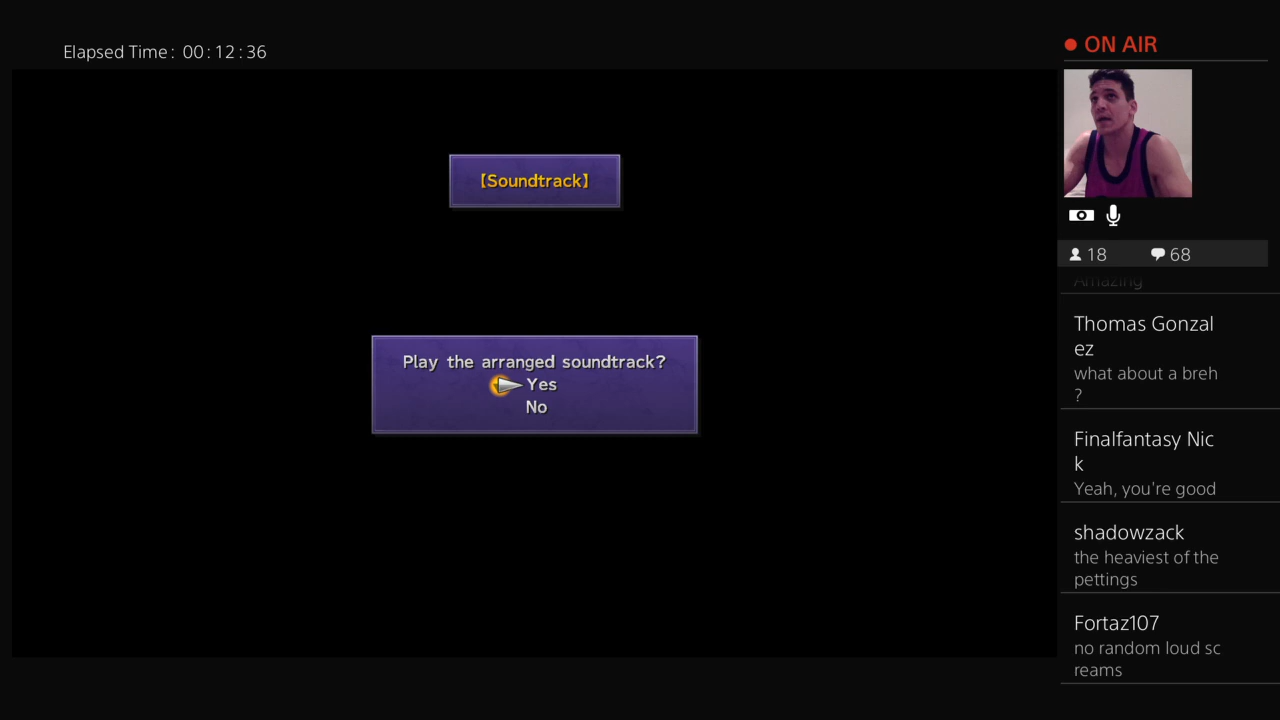 Elapsed Time: 00:12:36
ON AIR
【Soundtrack】
18
68
Amazing
Play the arranged soundtrack?
Yes
No
Thomas Gonzal
ez
what about a breh
?
Finalfantasy Nic
k
Yeah, you're good
shadowzack
the heaviest of the
pettings
Fortaz107
no random loud sc
reams